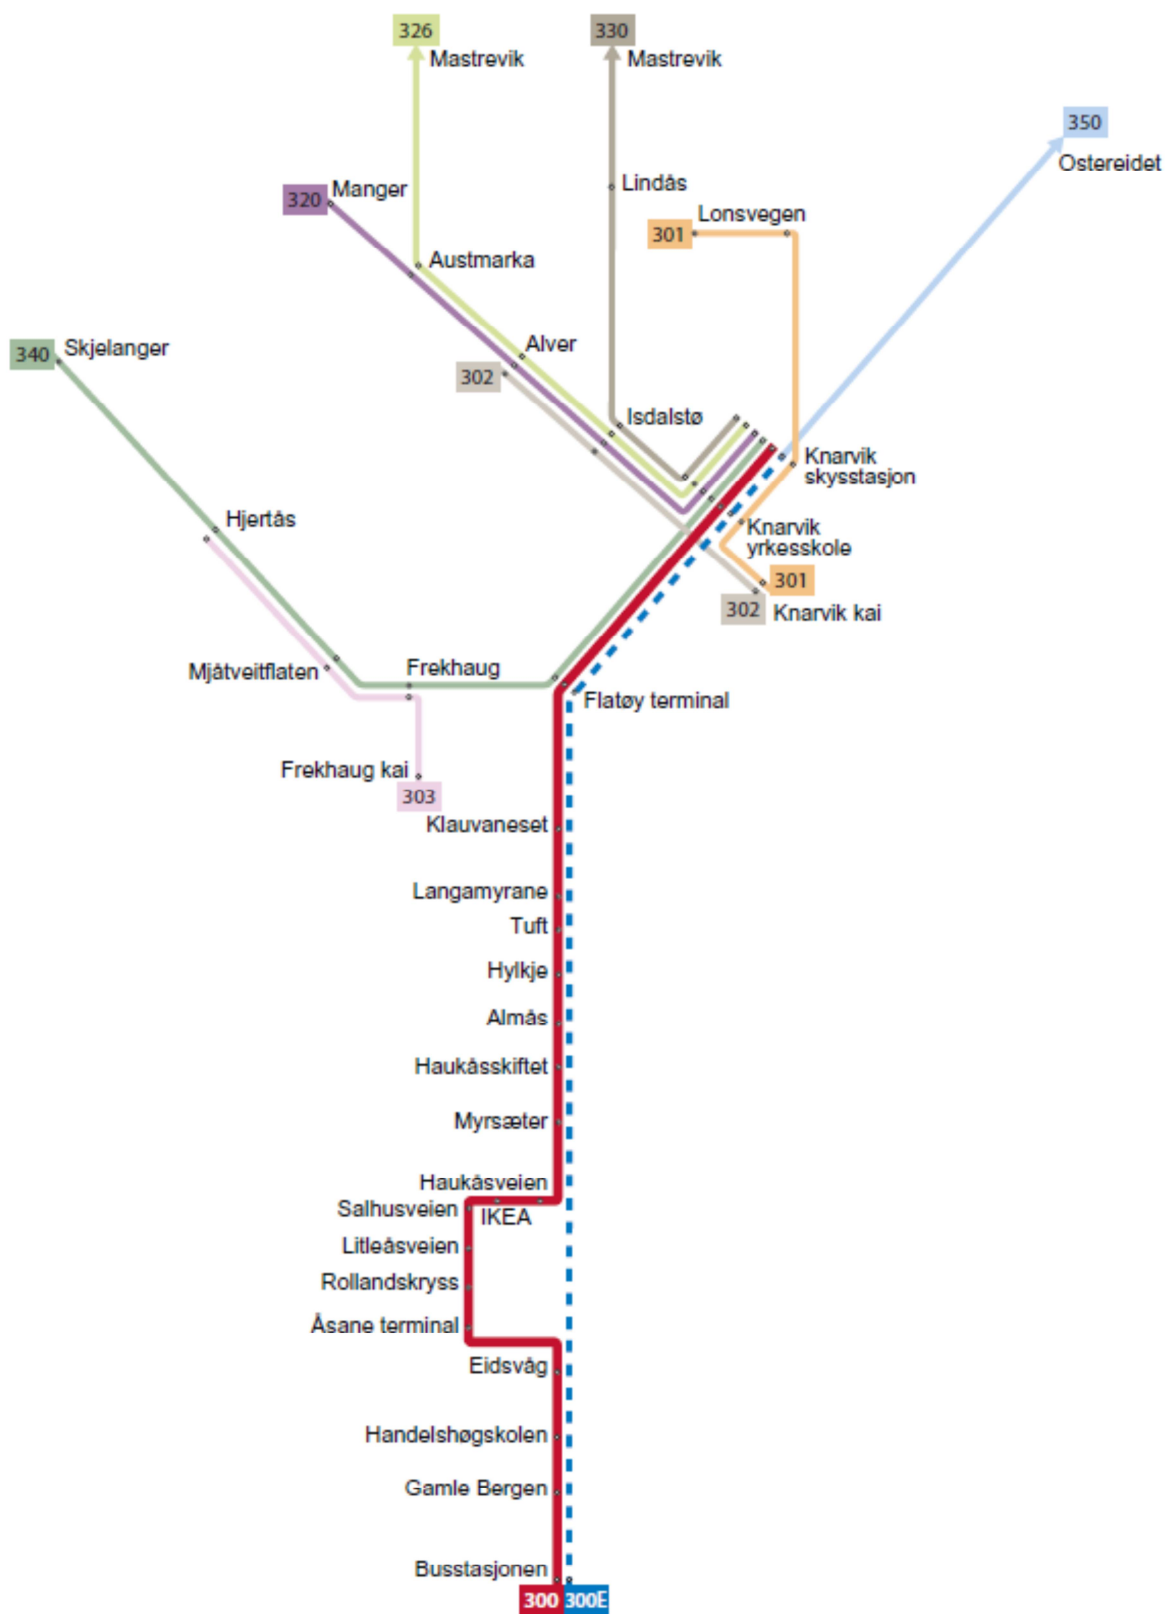 326
Mastrevik
330
Mastrevik
350
Ostereidet
320
Manger
Lindås
301
Lonsvegen
Austmarka
340
Skjelanger
302
Alver
Isdalstø
Knarvik
skysstasjon
Hjertås
Knarvik
yrkesskole
301
302
Knarvik kai
Mjåtveitflaten
Frekhaug
Flatøy terminal
Frekhaug kai
303
Klauvaneset
Langamyrane
Tuft
Hylkje
Almås
Haukåsskiftet
Myrsæter
Haukåsveien
Salhusveien
IKEA
Litleåsveien
Rollandskryss
Åsane terminal
Eidsvåg
Handelshøgskolen
Gamle Bergen
Busstasjonen
300
300E